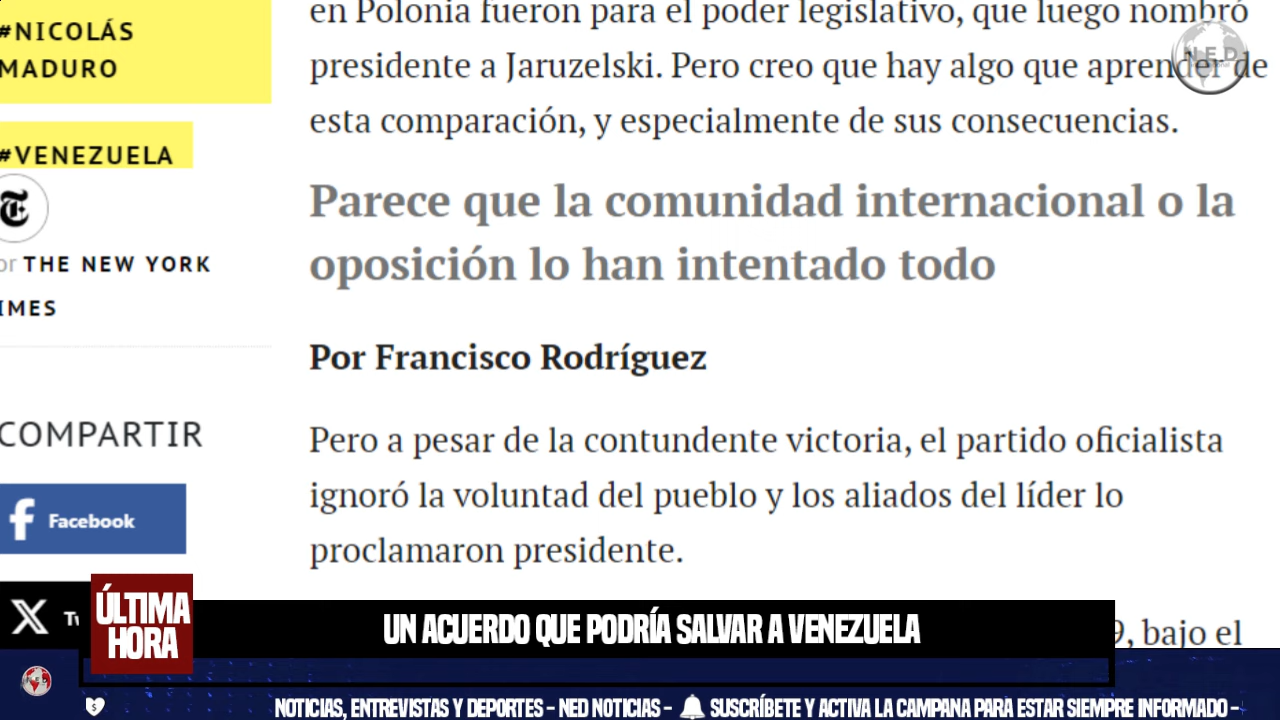 #NICOLÁS
MADURO
#VENEZUELA
or THE NEW YORK
IMES
COMPARTIR
Facebook
en Polonia fueron para el poder legislativo, que luego nombró
presidente a Jaruzelski. Pero creo que hay algo que aprender de
esta comparación, y especialmente de sus consecuencias.
Parece que la comunidad internacional o la
oposición lo han intentado todo
Por Francisco Rodríguez
Pero a pesar de la contundente victoria, el partido oficialista
ignoró la voluntad del pueblo y los aliados del líder lo
proclamaron presidente.
9, bajo el
NED
ÚLTIMA
HORA
UN ACUERDO QUE PODRÍA SALVAR A VENEZUELA
NOTICIAS, ENTREVISTAS Y DEPORTES - NED NOTICIAS - SUSCRÍBETE Y ACTIVA LA CAMPANA PARA ESTAR SIEMPRE INFORMADO -